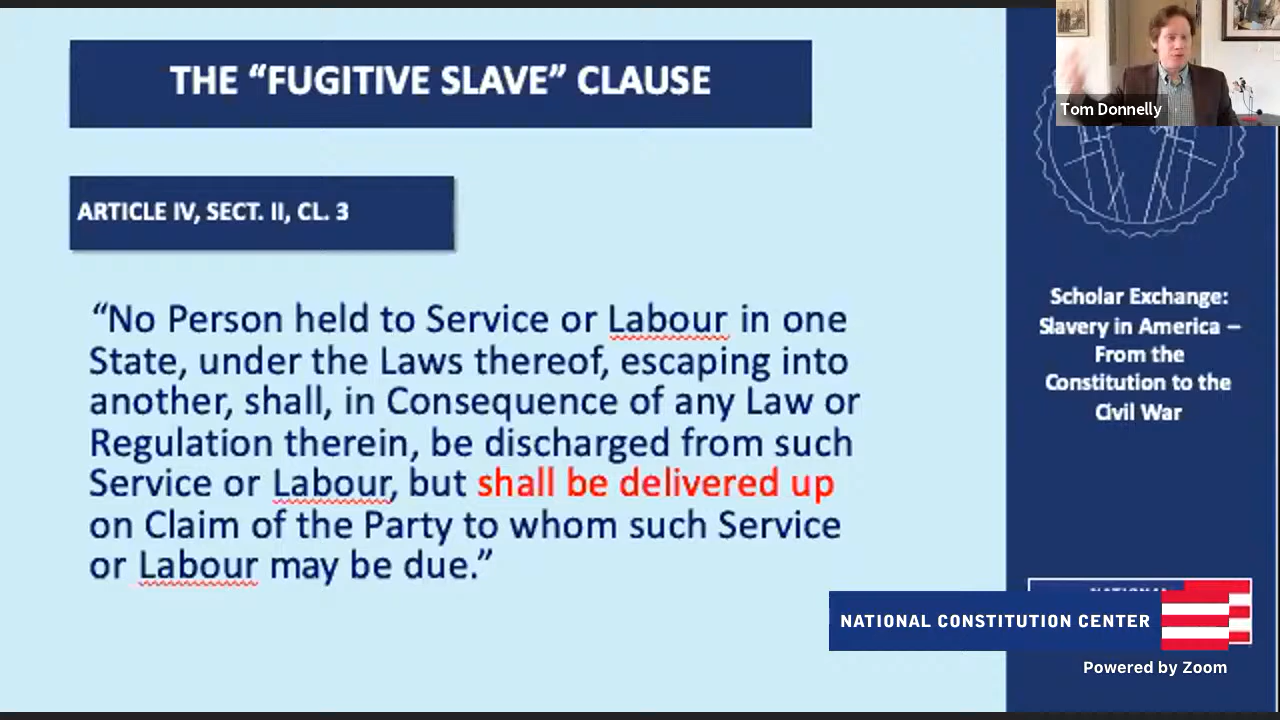 THE “FUGITIVE SLAVE” CLAUSE
Tom Donnelly
ARTICLE IV, SECT. II, CL. 3
“No Person held to Service or Labour in one
State, under the Laws thereof, escaping into
another, shall, in Consequence of any Law or
Regulation therein, be discharged from such
Service or Labour, but shall be delivered up
on Claim of the Party to whom such Service
or Labour may be due.”
Scholar Exchange:
Slavery in America –
From the
Constitution to the
Civil War
NATIONAL CONSTITUTION CENTER
Powered by Zoom